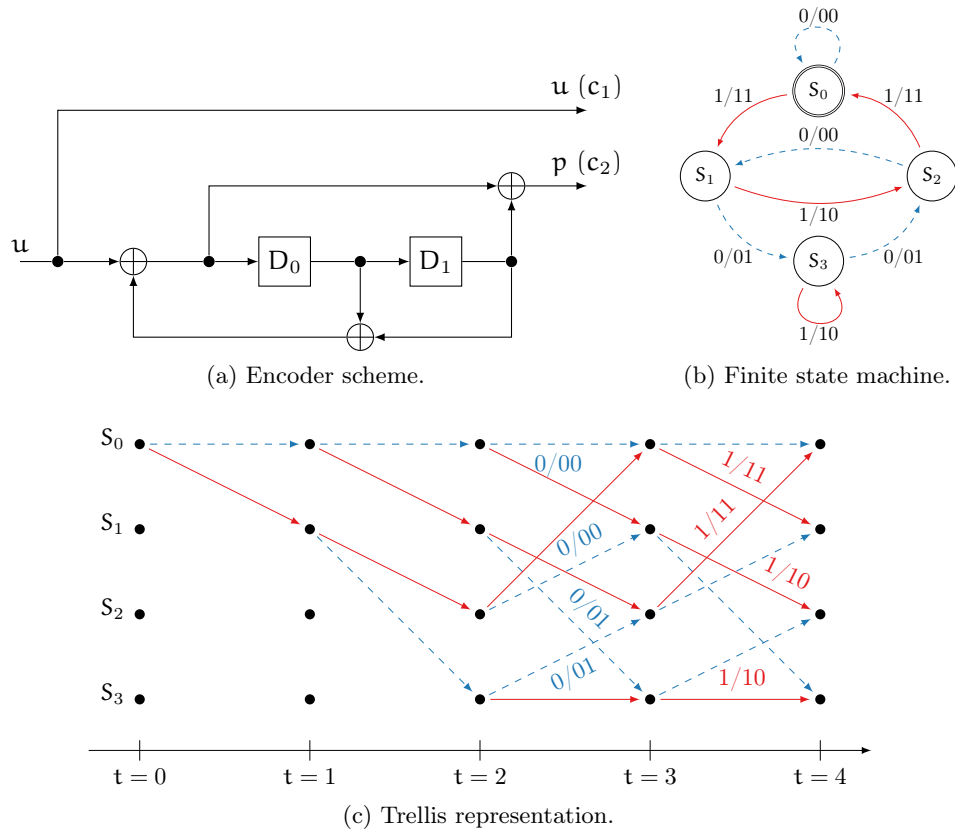 u (c₁)
p (c₂)
u
D₀
D₁
(a) Encoder scheme.
0/00
S₀
1/11
1/11
0/00
S₁
S₂
1/10
0/01
0/01
S₃
1/10
(b) Finite state machine.
S₀
0/00
1/11
S₁
0/00
1/11
1/10
S₂
0/01
S₃
0/01
1/10
t = 0
t = 1
t = 2
t = 3
t = 4
(c) Trellis representation.